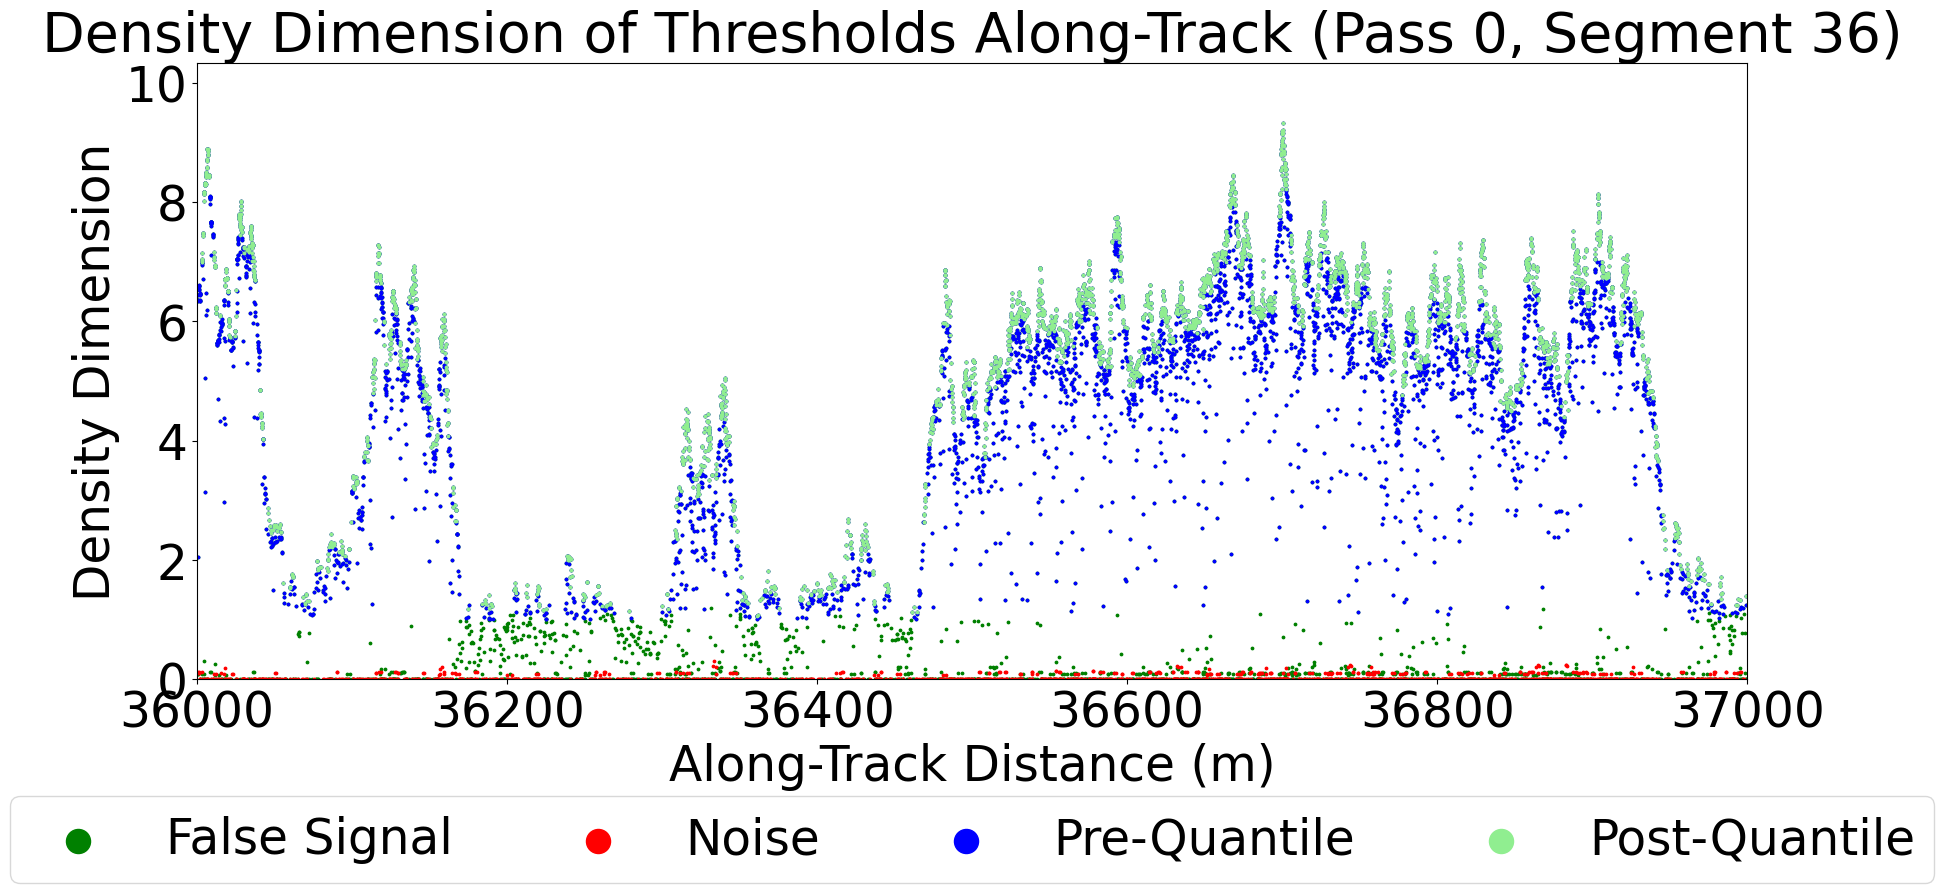 Density Dimension of Thresholds Along-Track (Pass 0, Segment 36)
Density Dimension
10
8
6
4
2
0
36000 36200 36400 36600 36800 37000
Along-Track Distance (m)
False Signal Noise Pre-Quantile Post-Quantile